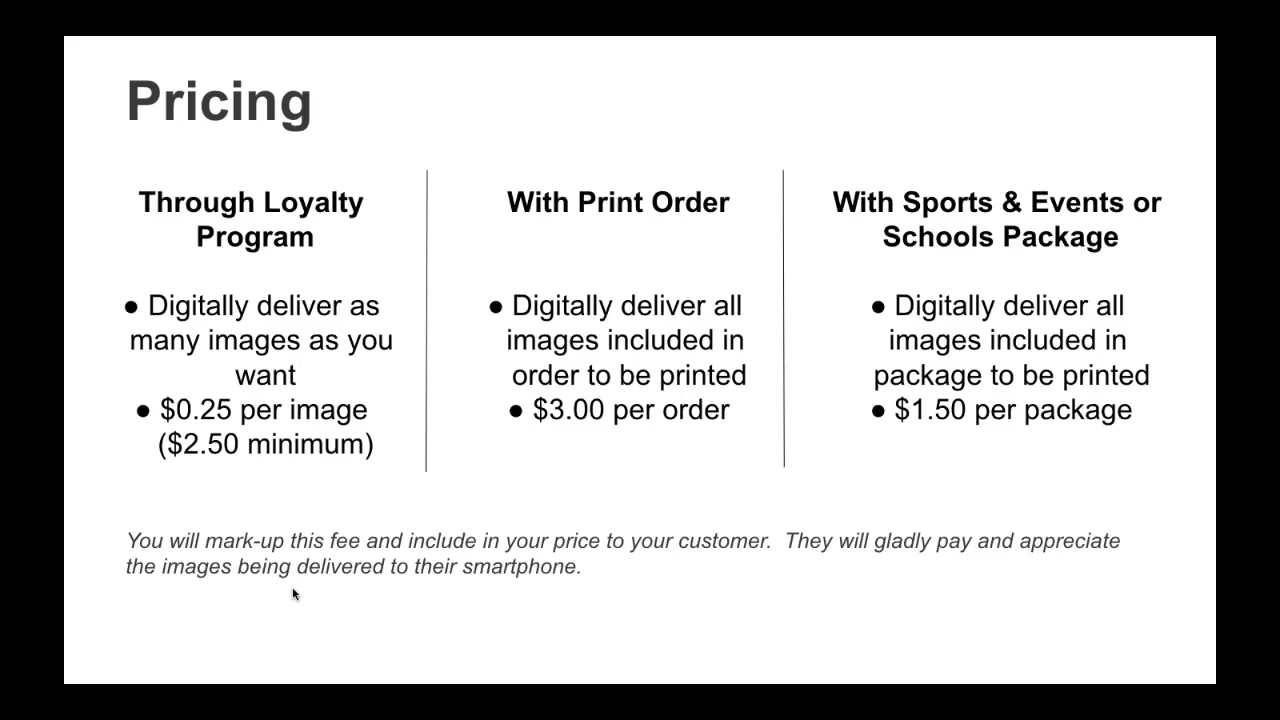 Pricing
Through Loyalty
Program
● Digitally deliver as
many images as you
want
● $0.25 per image
($2.50 minimum)
With Print Order
● Digitally deliver all
images included in
order to be printed
● $3.00 per order
With Sports & Events or
Schools Package
● Digitally deliver all
images included in
package to be printed
● $1.50 per package
You will mark-up this fee and include in your price to your customer.  They will gladly pay and appreciate
the images being delivered to their smartphone.